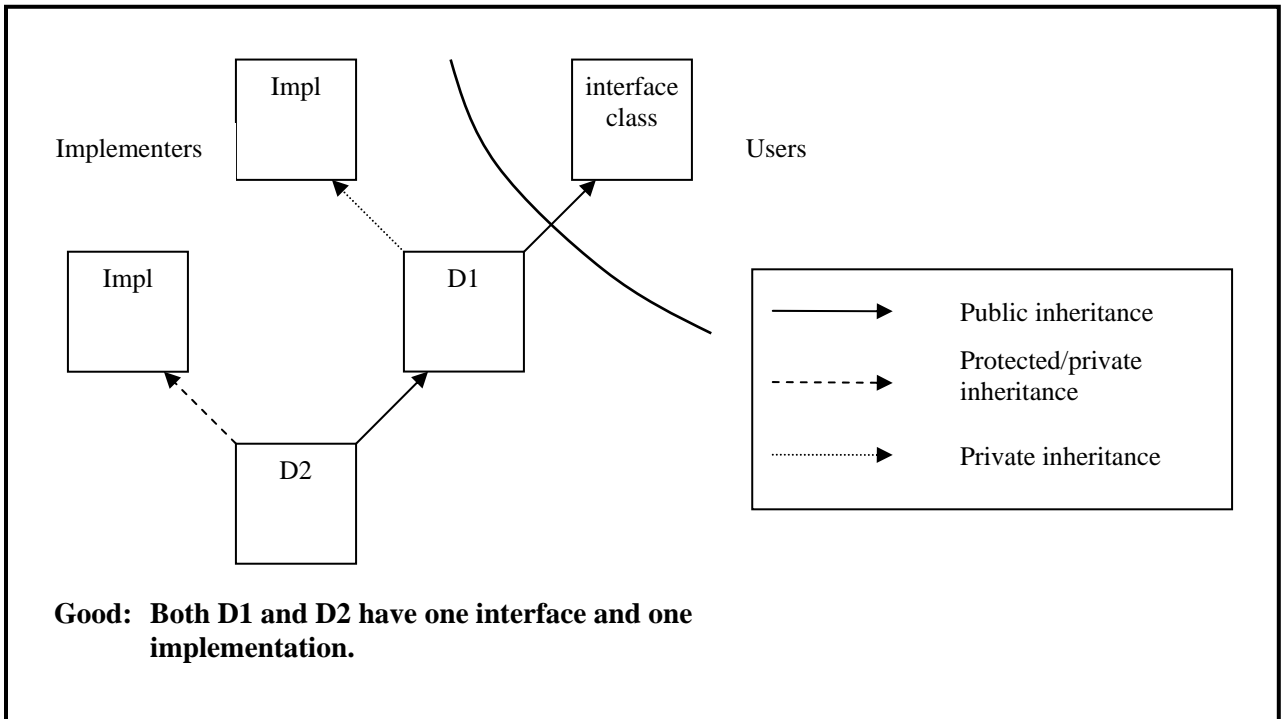 Impl
interface
class
Implementers
Users
Impl
D1
D2
Public inheritance
Protected/private
inheritance
Private inheritance
Good: Both D1 and D2 have one interface and one
implementation.